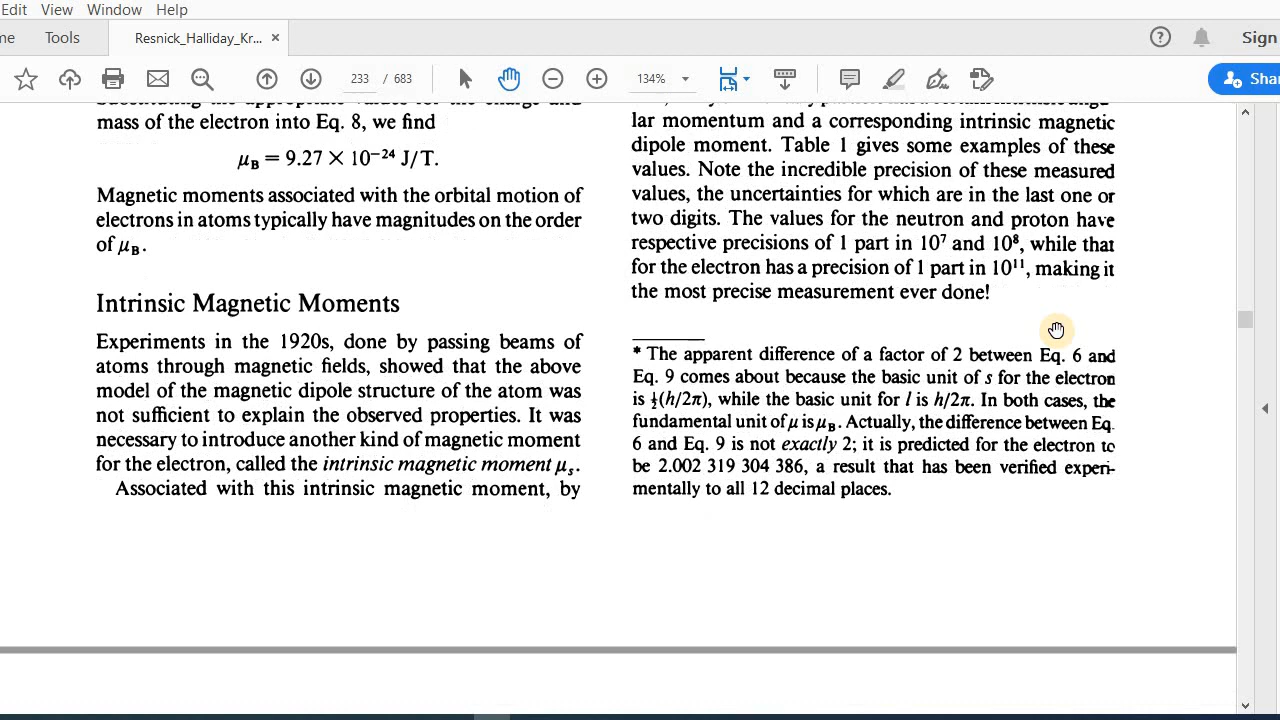 Edit View Window Help
me Tools Resnick_Halliday_Kr... × Sign
233 / 683 134% Shar
Substituting the appropriate values for the charge and
mass of the electron into Eq. 8, we find
μB = 9.27 × 10⁻²⁴ J/T.
Magnetic moments associated with the orbital motion of
electrons in atoms typically have magnitudes on the order
of μB.
Intrinsic Magnetic Moments
Experiments in the 1920s, done by passing beams of
atoms through magnetic fields, showed that the above
model of the magnetic dipole structure of the atom was
not sufficient to explain the observed properties. It was
necessary to introduce another kind of magnetic moment
for the electron, called the intrinsic magnetic moment μs.
Associated with this intrinsic magnetic moment, by
lar momentum and a corresponding intrinsic magnetic
dipole moment. Table 1 gives some examples of these
values. Note the incredible precision of these measured
values, the uncertainties for which are in the last one or
two digits. The values for the neutron and proton have
respective precisions of 1 part in 10⁷ and 10⁸, while that
for the electron has a precision of 1 part in 10¹¹, making it
the most precise measurement ever done!
* The apparent difference of a factor of 2 between Eq. 6 and
Eq. 9 comes about because the basic unit of s for the electron
is ½(h/2π), while the basic unit for l is h/2π. In both cases, the
fundamental unit of μ is μB. Actually, the difference between Eq.
6 and Eq. 9 is not exactly 2; it is predicted for the electron to
be 2.002 319 304 386, a result that has been verified experi-
mentally to all 12 decimal places.